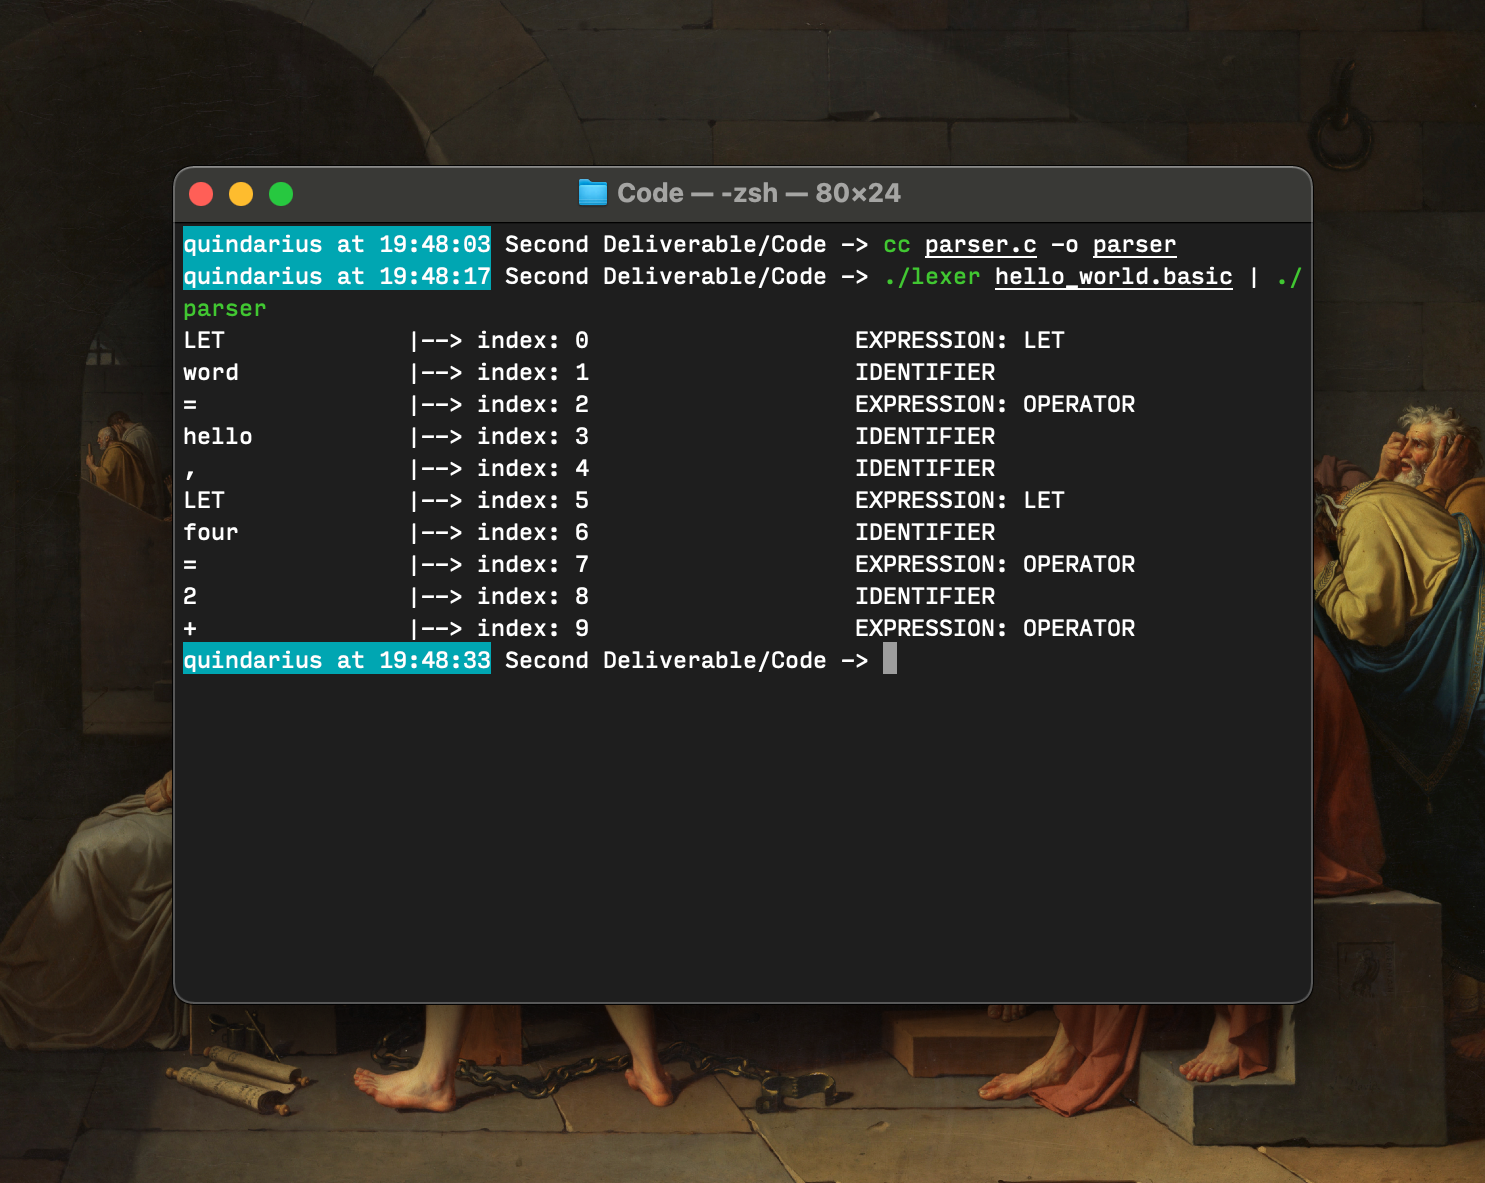 Code — -zsh — 80×24
quindarius at 19:48:03 Second Deliverable/Code -> cc parser.c -o parser
quindarius at 19:48:17 Second Deliverable/Code -> ./lexer hello_world.basic | ./
parser
LET |--> index: 0 EXPRESSION: LET
word |--> index: 1 IDENTIFIER
= |--> index: 2 EXPRESSION: OPERATOR
hello |--> index: 3 IDENTIFIER
, |--> index: 4 IDENTIFIER
LET |--> index: 5 EXPRESSION: LET
four |--> index: 6 IDENTIFIER
= |--> index: 7 EXPRESSION: OPERATOR
2 |--> index: 8 IDENTIFIER
+ |--> index: 9 EXPRESSION: OPERATOR
quindarius at 19:48:33 Second Deliverable/Code ->